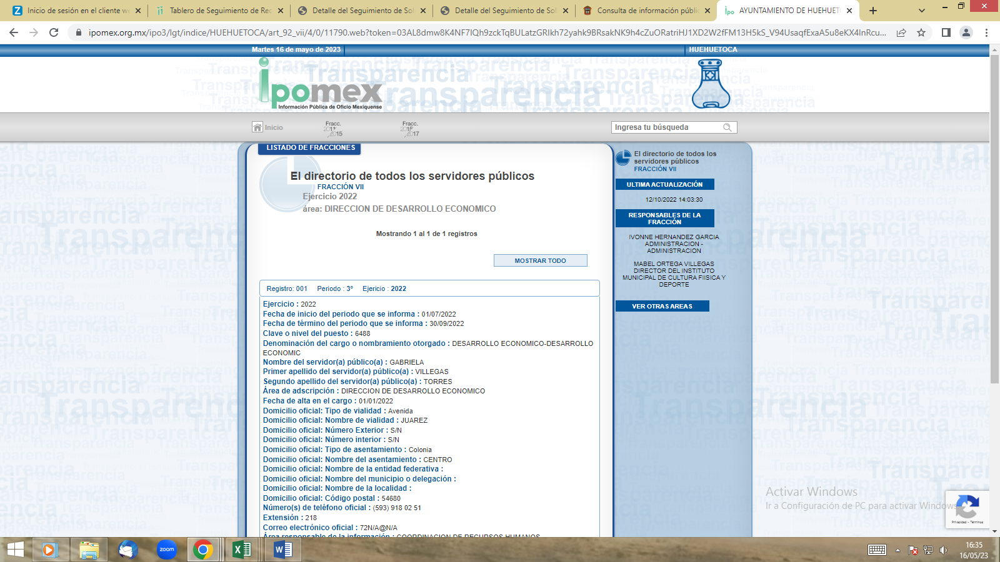 Inicio de sesión en el cliente we
Tablero de Seguimiento de Rec
Detalle del Seguimiento de Sol
Detalle del Seguimiento de Sol
Consulta de información públic
AYUNTAMIENTO DE HUEHUET
ipomex.org.mx/ipo3/lgt/indice/HUEHUETOCA/art_92_vii/4/0/11790.web?token=03AL8dmw8K4NF7IQh9zckTqBULatzGRIkh72yahk9BRsakNK9h4cZuORatriHJ1XD2W2fFM13H5kS_V94UsaqfExaA5u8eKX4InRcu...
Martes 16 de mayo de 2023
HUEHUETOCA
ipomex
Información Pública de Oficio Mexiquense
Transparencia
Inicio
Fracc.
Fracc.
Ingresa tu búsqueda
LISTADO DE FRACCIONES
El directorio de todos los servidores públicos
FRACCIÓN VII
Ejercicio 2022
área: DIRECCION DE DESARROLLO ECONOMICO
Mostrando 1 al 1 de 1 registros
MOSTRAR TODO
Registro: 001 Periodo : 3º Ejericio : 2022
Ejercicio : 2022
Fecha de inicio del periodo que se informa : 01/07/2022
Fecha de término del periodo que se informa : 30/09/2022
Clave o nivel del puesto : 6488
Denominación del cargo o nombramiento otorgado : DESARROLLO ECONOMICO-DESARROLLO
ECONOMIC
Nombre del servidor(a) público(a) : GABRIELA
Primer apellido del servidor(a) público(a) : VILLEGAS
Segundo apellido del servidor(a) público(a) : TORRES
Área de adscripción : DIRECCION DE DESARROLLO ECONOMICO
Fecha de alta en el cargo : 01/01/2022
Domicilio oficial: Tipo de vialidad : Avenida
Domicilio oficial: Nombre de vialidad : JUAREZ
Domicilio oficial: Número Exterior : S/N
Domicilio oficial: Número interior : S/N
Domicilio oficial: Tipo de asentamiento : Colonia
Domicilio oficial: Nombre del asentamiento : CENTRO
Domicilio oficial: Nombre de la entidad federativa :
Domicilio oficial: Nombre del municipio o delegación :
Domicilio oficial: Nombre de la localidad :
Domicilio oficial: Código postal : 54680
Número(s) de teléfono oficial : (593) 918 02 51
Extensión : 218
Correo electrónico oficial : 72N/A@N/A
Área responsable de la información : COORDINACION DE RECURSOS HUMANOS
El directorio de todos los
servidores públicos
FRACCIÓN VII
ULTIMA ACTUALIZACIÓN
12/10/2022 14:03:30
RESPONSABLES DE LA
FRACCIÓN
IVONNE HERNANDEZ GARCIA
ADMINISTRACION -
ADMINISTRACION
MABEL ORTEGA VILLEGAS
DIRECTOR DEL INSTITUTO
MUNICIPAL DE CULTURA FIISICA Y
DEPORTE
VER OTRAS AREAS
Activar Windows
Ir a Configuración de PC para activar Windows
Privacidad - Términos
zoom
16:35
16/05/23